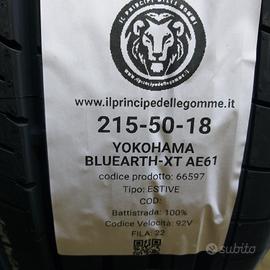 IL PRINCIPE DELLE GOMME
www.ilprincipedellegomme.it
215-50-18
YOKOHAMA
BLUEARTH-XT AE61
codice prodotto: 66597
Tipo: ESTIVE
COD:
Battistrada: 100%
Codice Velocità: 92V
FILA: 22
subito